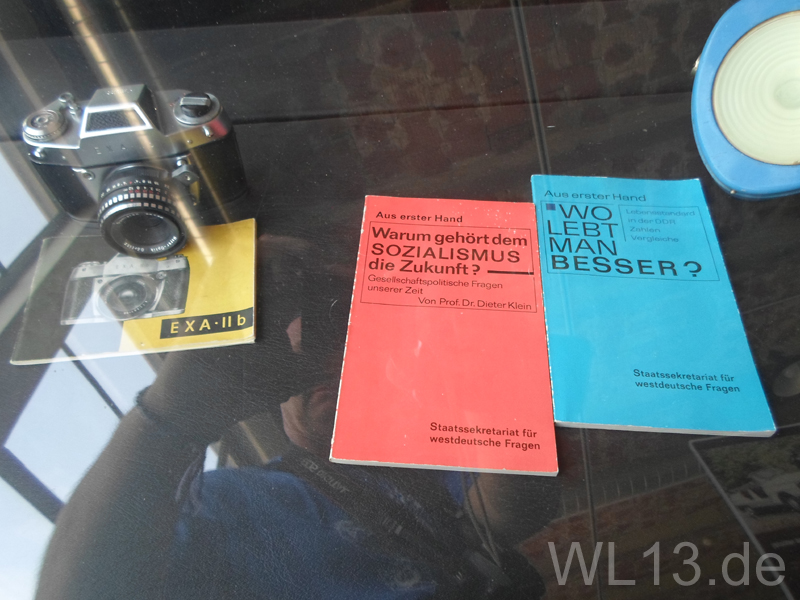 EXA·IIb
Aus erster Hand
Warum gehört dem
SOZIALISMUS
die Zukunft?
Gesellschaftspolitische Fragen
unserer Zeit
Von Prof. Dr. Dieter Klein
Staatssekretariat für
westdeutsche Fragen
Aus erster Hand
WO
LEBT
MAN
BESSER?
Lebensstandard
in der DDR
Zahlen
Vergleiche
Staatssekretariat für
westdeutsche Fragen
WL13.de